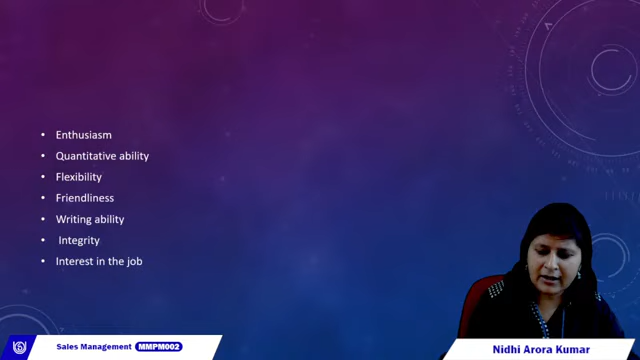 • Enthusiasm
• Quantitative ability
• Flexibility
• Friendliness
• Writing ability
• Integrity
• Interest in the job
Sales Management MMPM002
Nidhi Arora Kumar